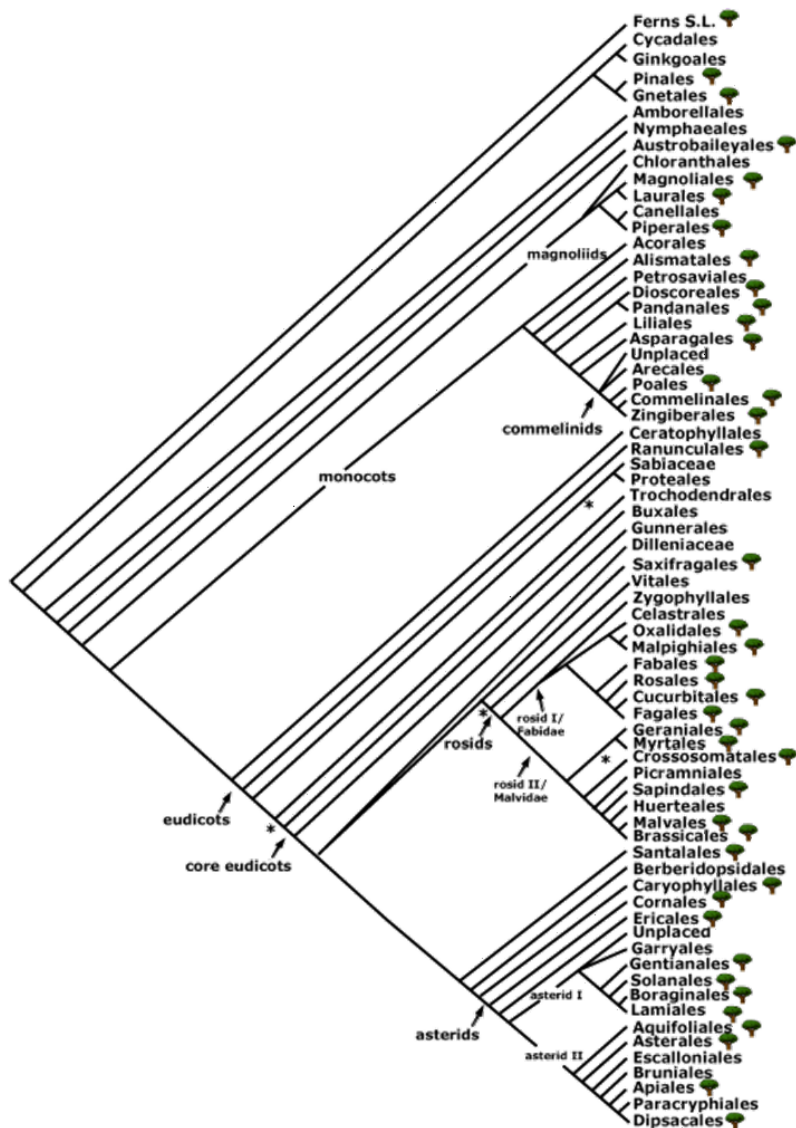 Ferns S.L.
Cycadales
Ginkgoales
Pinales
Gnetales
Amborellales
Nymphaeales
Austrobaileyales
Chloranthales
Magnoliales
Laurales
Canellales
Piperales
magnoliids
Acorales
Alismatales
Petrosaviales
Dioscoreales
Pandanales
Liliales
Asparagales
Unplaced
Arecales
Poales
Commelinales
Zingiberales
commelinids
monocots
Ceratophyllales
Ranunculales
Sabiaceae
Proteales
Trochodendrales
*
Buxales
Gunnerales
Dilleniaceae
Saxifragales
Vitales
Zygophyllales
Celastrales
Oxalidales
Malpighiales
Fabales
Rosales
Cucurbitales
Fagales
*
rosid I/
Fabidae
rosids
Geraniales
Myrtales
*
Crossosomatales
Picramniales
Sapindales
Huerteales
Malvales
Brassicales
rosid II/
Malvidae
eudicots
*
core eudicots
Santalales
Berberidopsidales
Caryophyllales
Cornales
Ericales
Unplaced
Garryales
Gentianales
Solanales
Boraginales
Lamiales
asterid I
asterids
asterid II
Aquifoliales
Asterales
Escalloniales
Bruniales
Apiales
Paracryphiales
Dipsacales